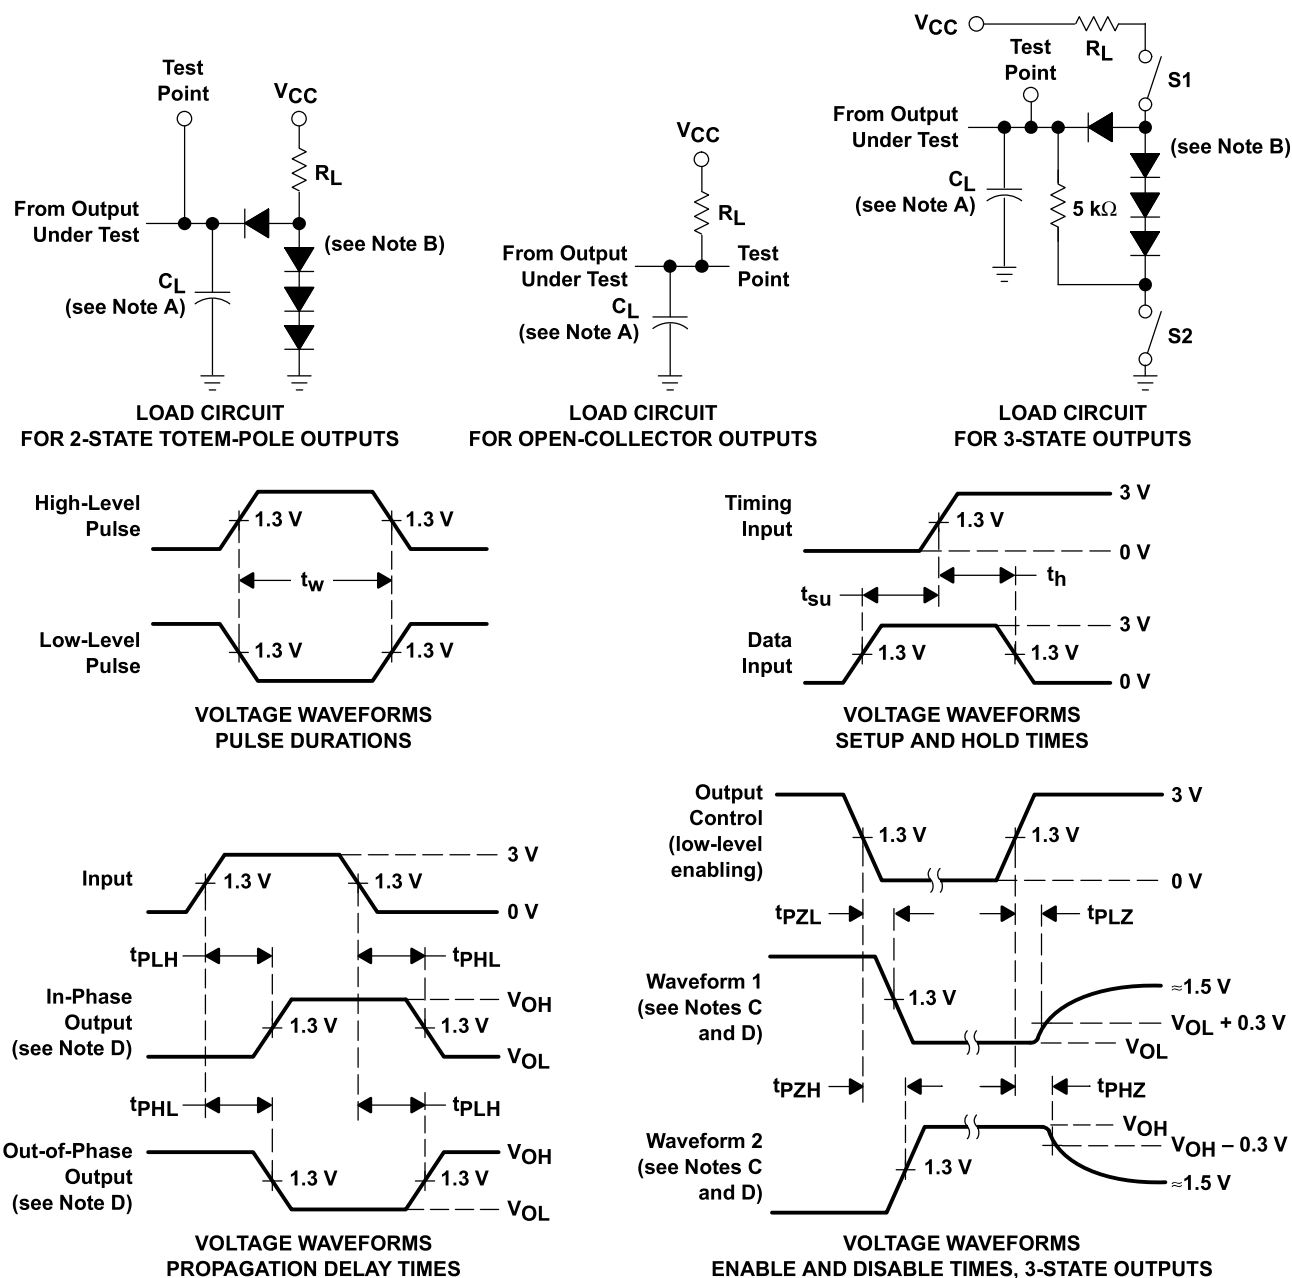 Test
Point
VCC
RL
From Output
Under Test
(see Note B)
CL
(see Note A)
LOAD CIRCUIT
FOR 2-STATE TOTEM-POLE OUTPUTS
VCC
RL
From Output
Under Test
Test
Point
CL
(see Note A)
LOAD CIRCUIT
FOR OPEN-COLLECTOR OUTPUTS
VCC
RL
Test
Point
S1
From Output
Under Test
(see Note B)
CL
(see Note A)
5 kΩ
S2
LOAD CIRCUIT
FOR 3-STATE OUTPUTS
High-Level
Pulse
1.3 V
1.3 V
tw
Low-Level
Pulse
1.3 V
1.3 V
VOLTAGE WAVEFORMS
PULSE DURATIONS
Timing
Input
3 V
1.3 V
0 V
th
tsu
Data
Input
3 V
1.3 V
1.3 V
0 V
VOLTAGE WAVEFORMS
SETUP AND HOLD TIMES
Input
3 V
1.3 V
1.3 V
0 V
tPLH
tPHL
In-Phase
Output
(see Note D)
VOH
1.3 V
1.3 V
VOL
tPHL
tPLH
Out-of-Phase
Output
(see Note D)
VOH
1.3 V
1.3 V
VOL
VOLTAGE WAVEFORMS
PROPAGATION DELAY TIMES
Output
Control
(low-level
enabling)
3 V
1.3 V
1.3 V
0 V
tPZL
tPLZ
Waveform 1
(see Notes C
and D)
1.3 V
≈1.5 V
VOL + 0.3 V
VOL
tPZH
tPHZ
Waveform 2
(see Notes C
and D)
1.3 V
VOH
VOH – 0.3 V
≈1.5 V
VOLTAGE WAVEFORMS
ENABLE AND DISABLE TIMES, 3-STATE OUTPUTS